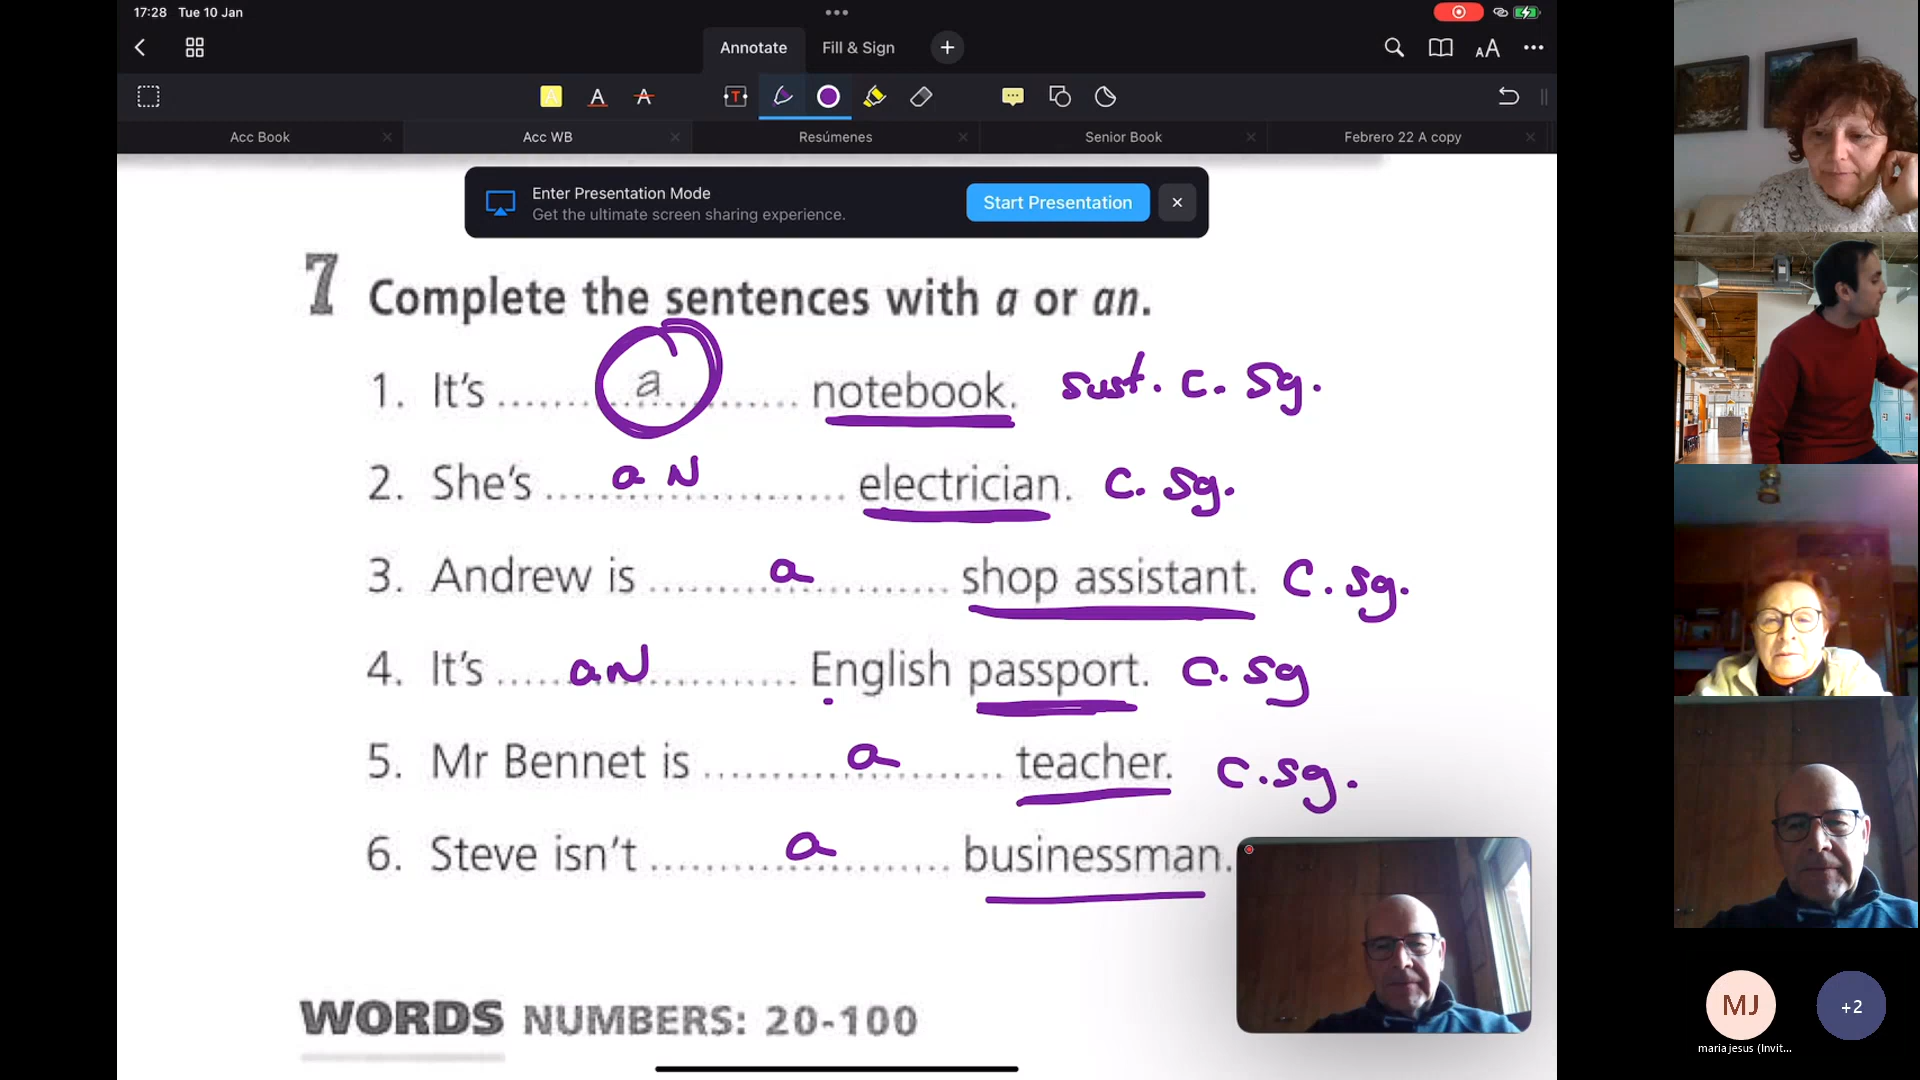 17:28 Tue 10 Jan
Annotate Fill & Sign
A A A T AA
Acc Book Acc WB Resúmenes Senior Book Febrero 22 A copy
Enter Presentation Mode
Get the ultimate screen sharing experience.
Start Presentation
7 Complete the sentences with a or an.
1. It's ........ a ........ notebook. sust. c. sg.
2. She's ........ aN ........ electrician. c. sg.
3. Andrew is ........ a ........ shop assistant. c. sg.
4. It's ........ aN ........ English passport. c. sg
5. Mr Bennet is ........ a ........ teacher. c. sg.
6. Steve isn't ........ a ........ businessman.
WORDS NUMBERS: 20-100
MJ +2
maria jesus (Invit...